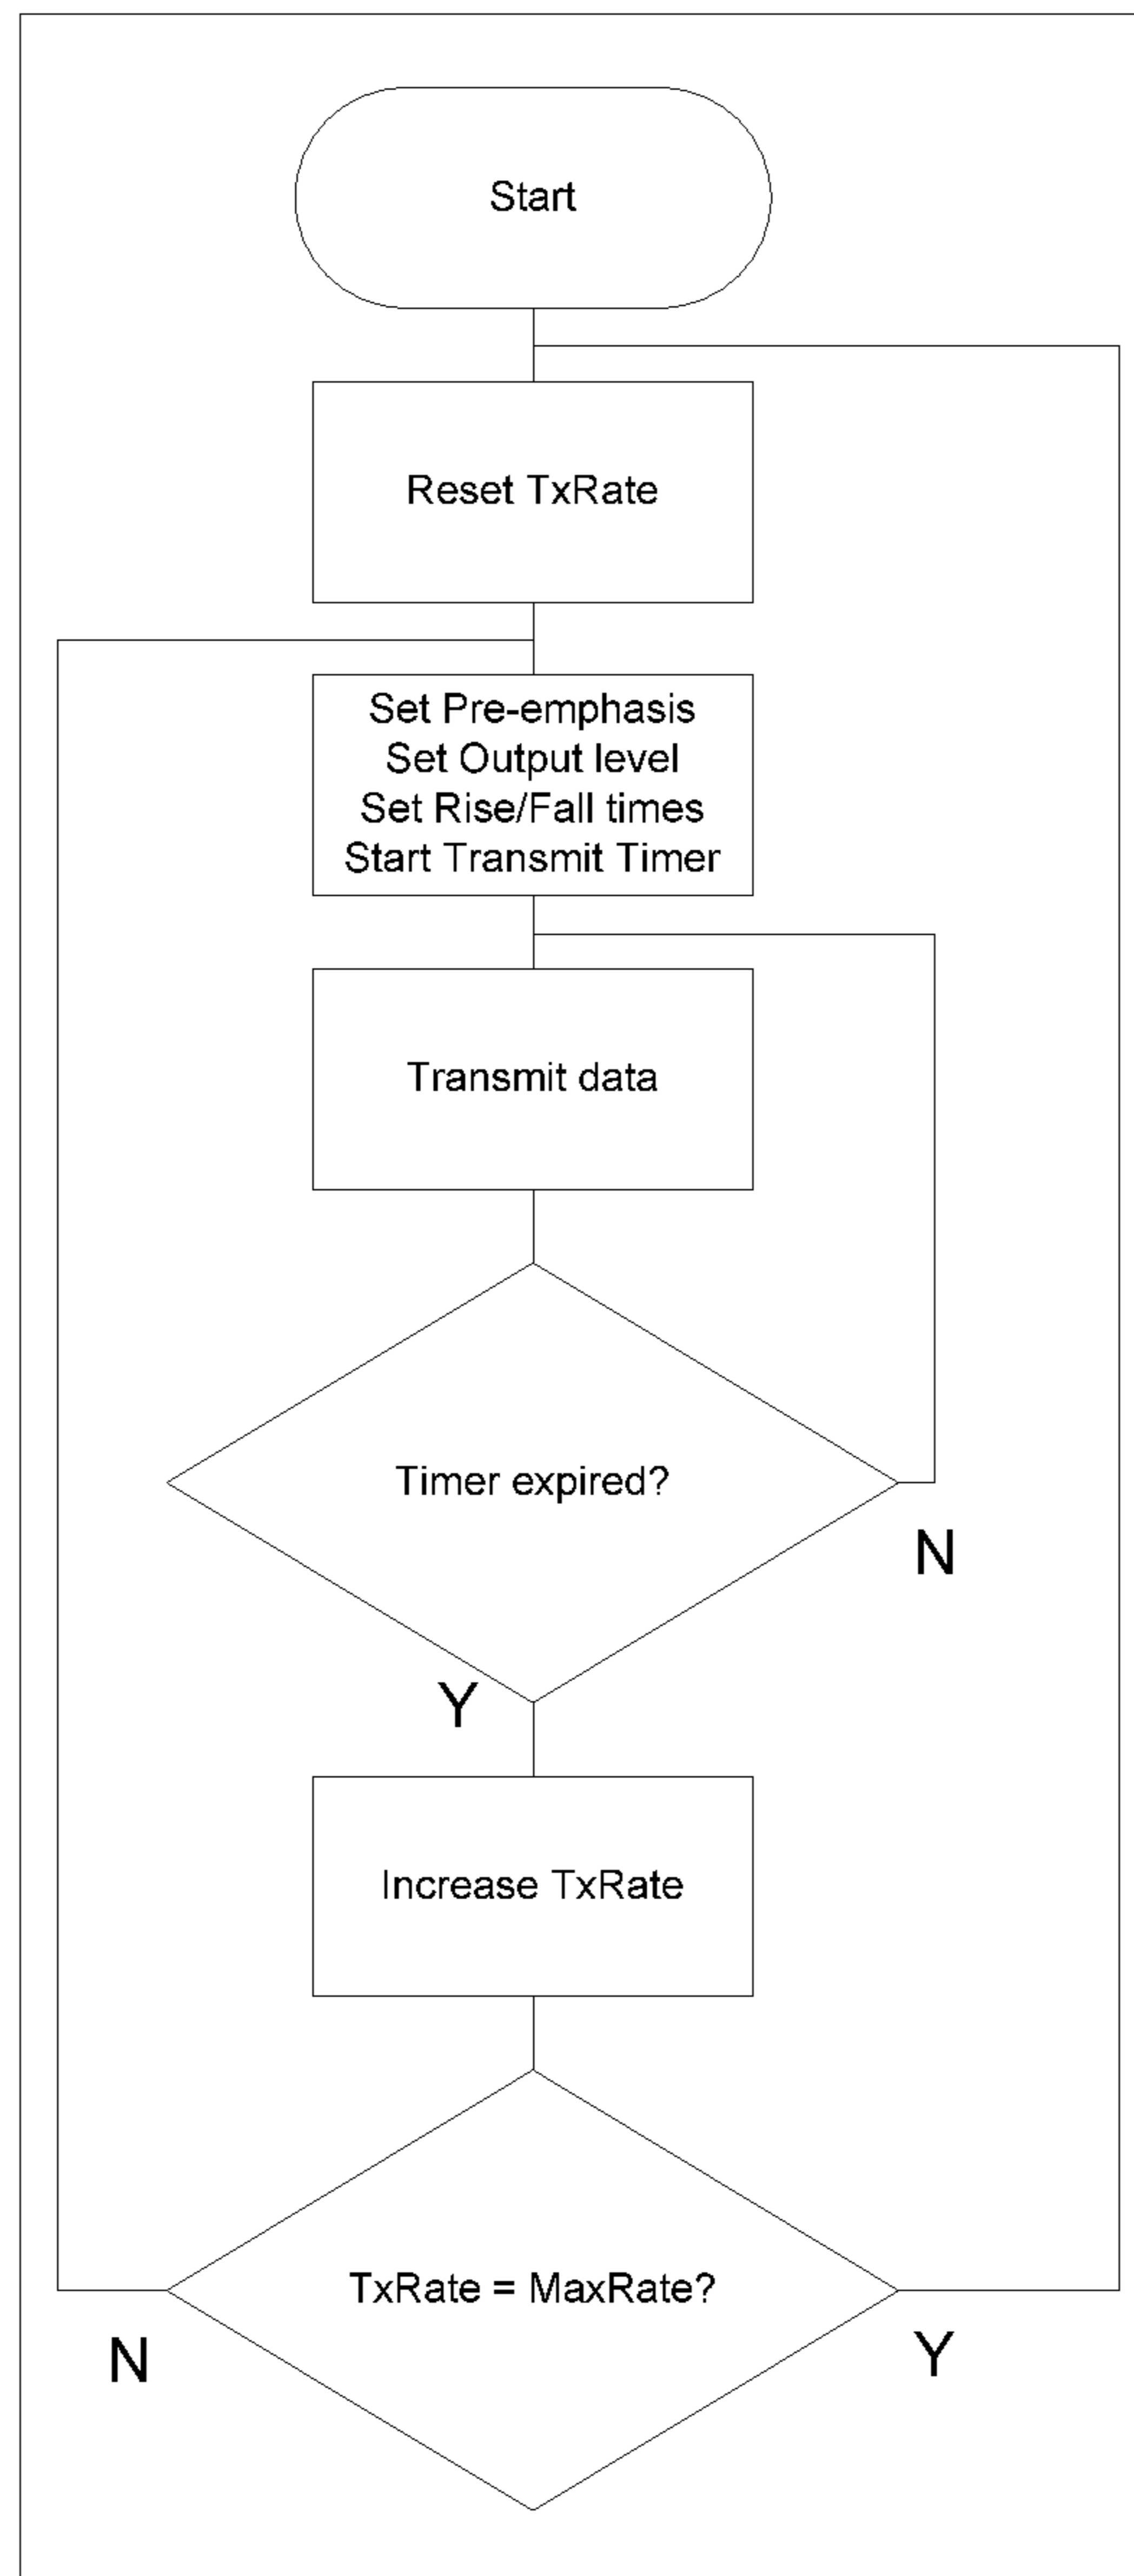 Start
Reset TxRate
Set Pre-emphasis
Set Output level
Set Rise/Fall times
Start Transmit Timer
Transmit data
Timer expired?
N
Y
Increase TxRate
TxRate = MaxRate?
N
Y